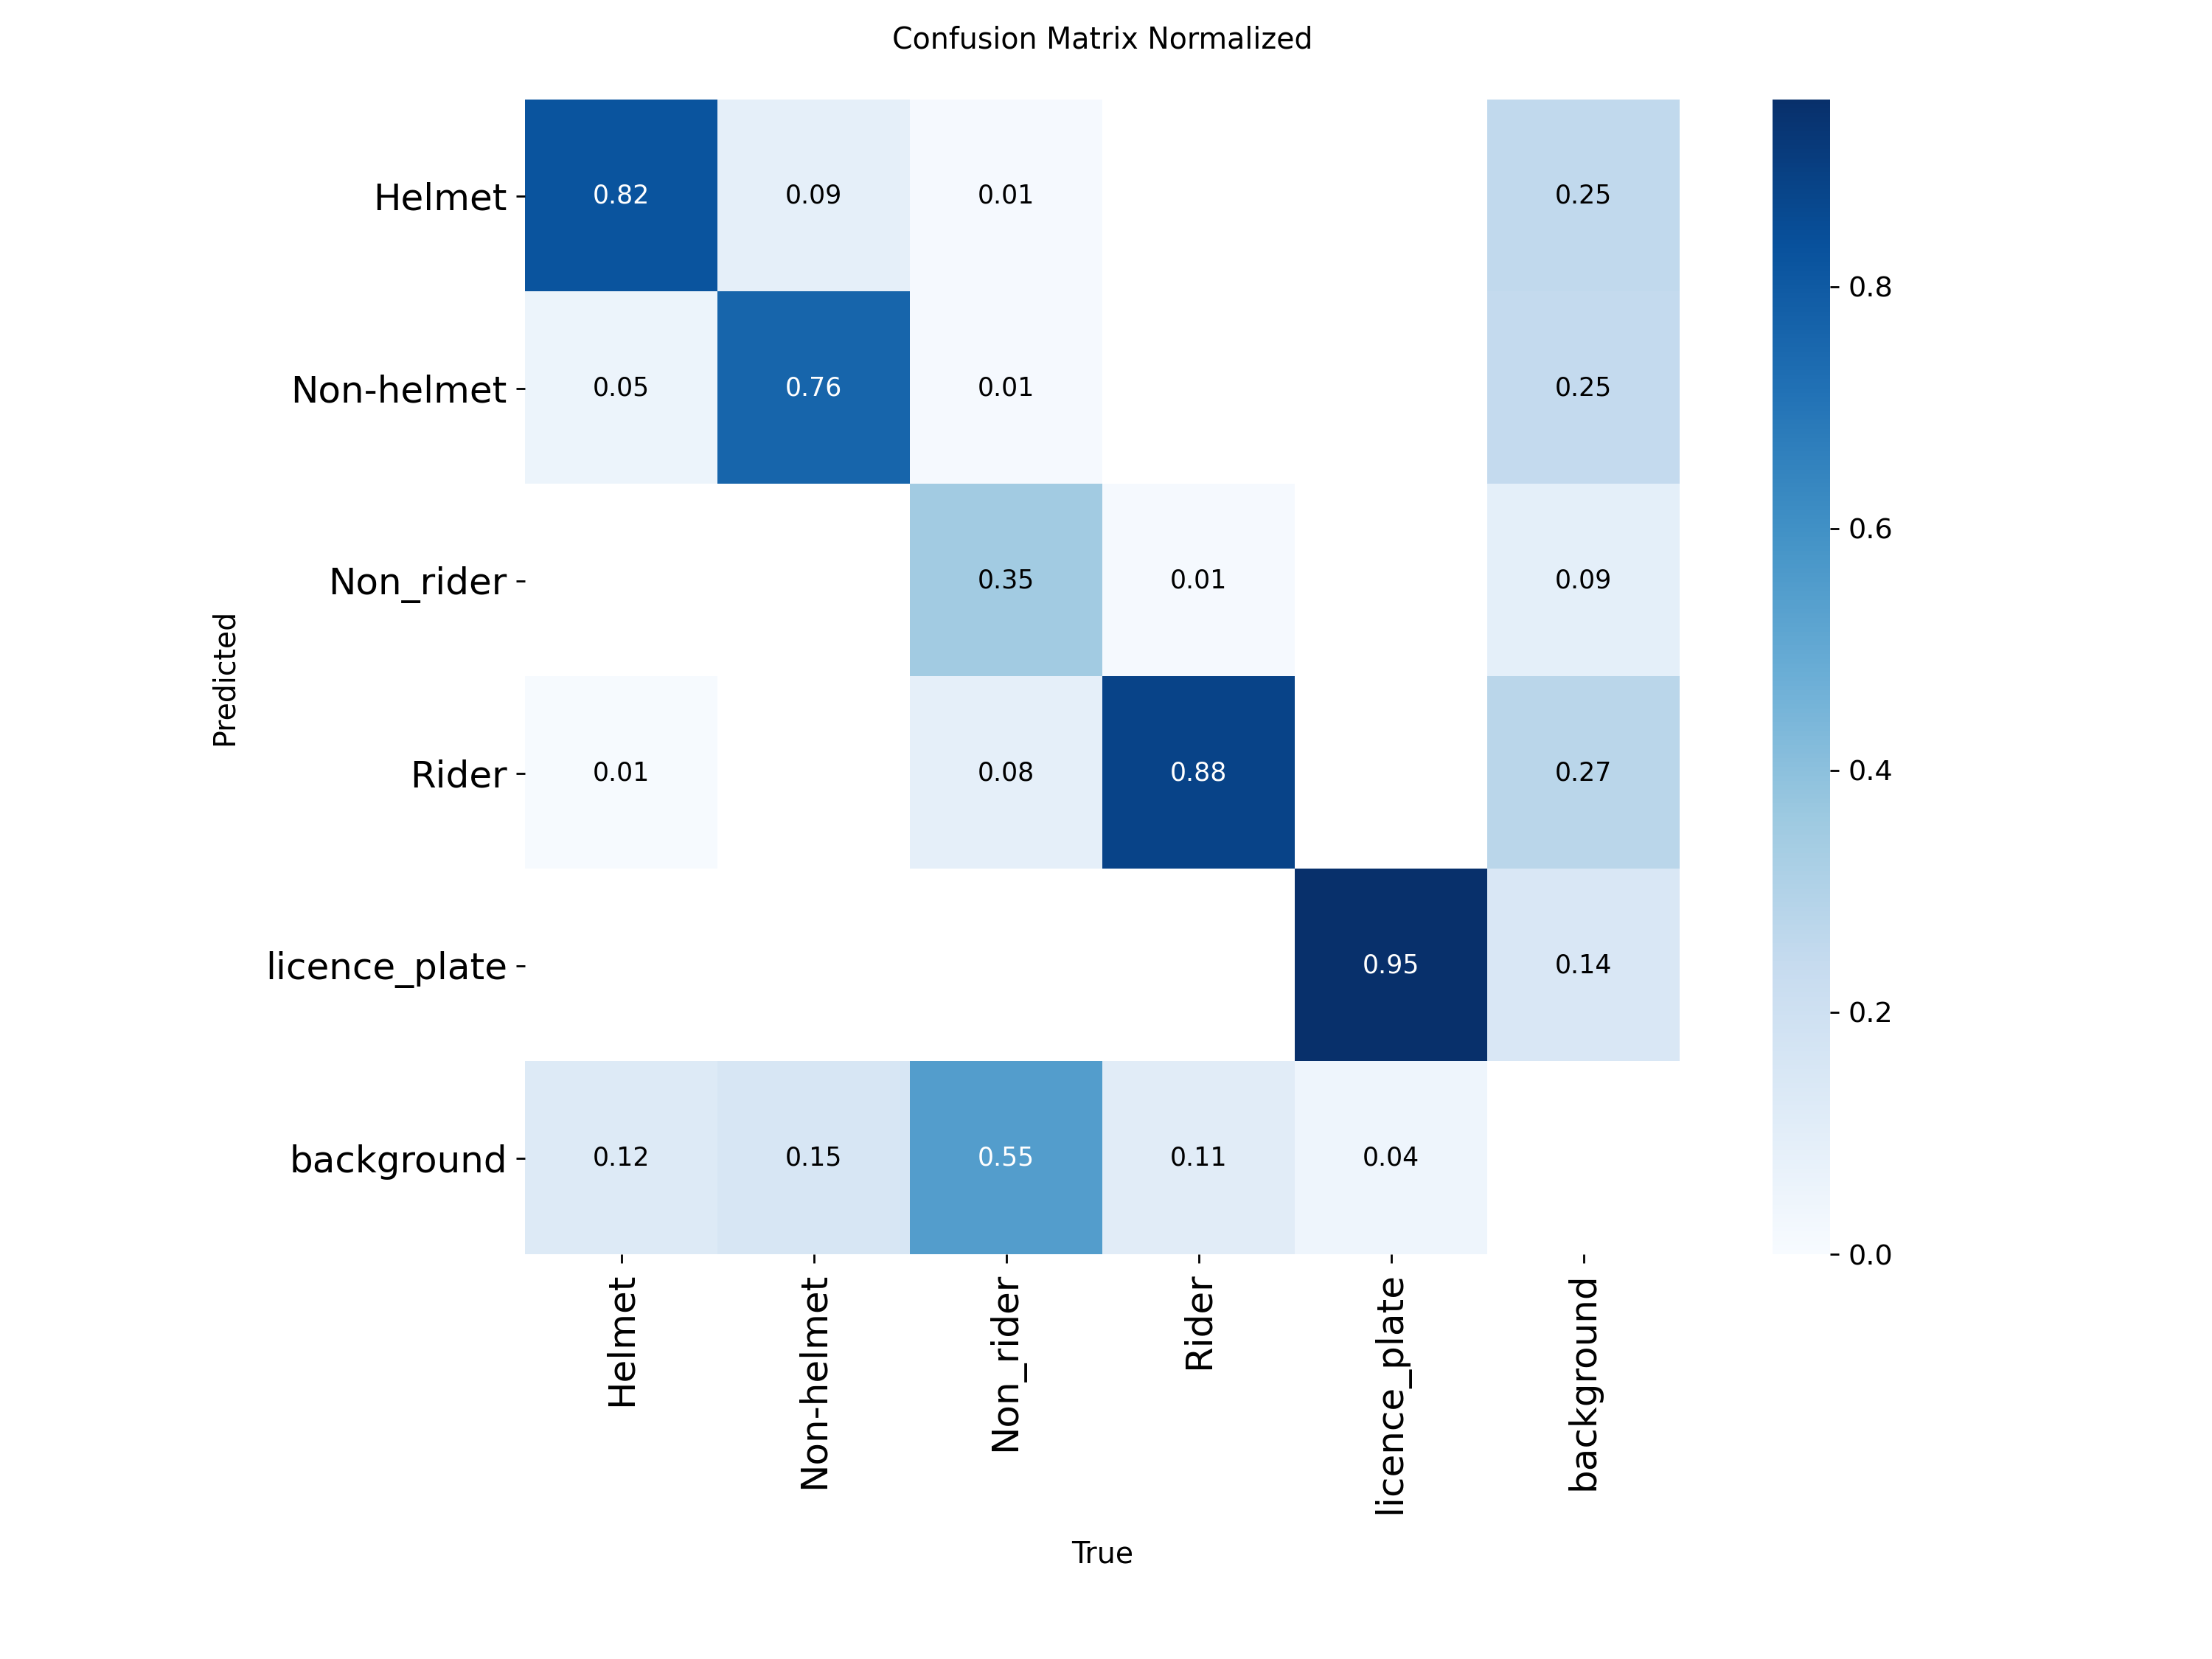 Confusion Matrix Normalized
Helmet 0.82 0.09 0.01 0.25
0.8
Non-helmet 0.05 0.76 0.01 0.25
0.6
Non_rider 0.35 0.01 0.09
Predicted
0.4
Rider 0.01 0.08 0.88 0.27
licence_plate 0.95 0.14
0.2
background 0.12 0.15 0.55 0.11 0.04
0.0
Helmet
Non-helmet
Non_rider
Rider
licence_plate
background
True